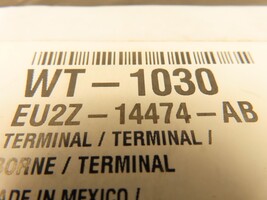 WT-1030
EU2Z-14474-AB
TERMINAL / TERMINAL /
BORNE / TERMINAL
MADE IN MEXICO /